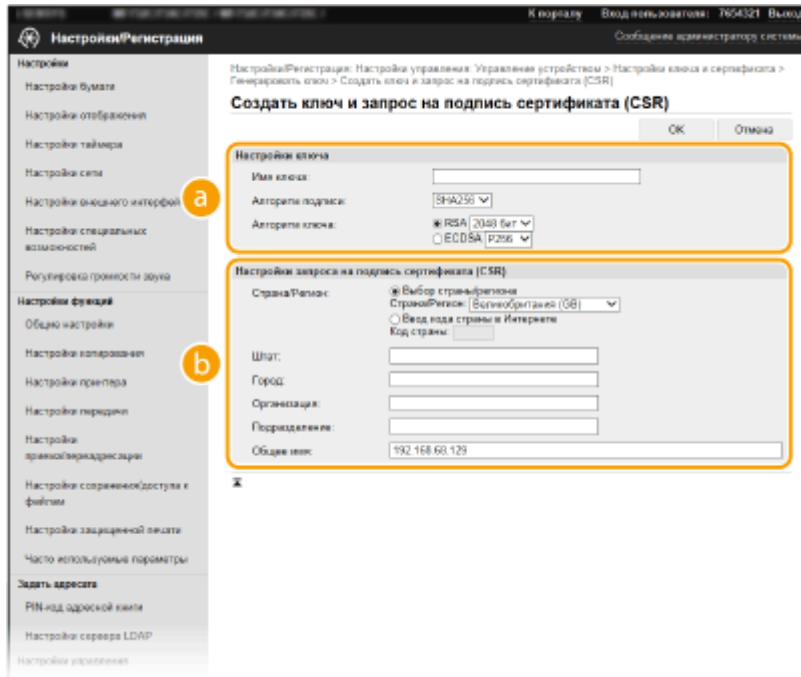 К порталу Вход пользователя: 7654321 Выход
Настройки/Регистрация
Сообщение администратору системы
Настройки
Настройки бумаги
Настройки отображения
Настройки таймера
Настройки сети
Настройки внешнего интерфей
Настройки специальных
возможностей
Регулировка громкости звука
Настройки функций
Общие настройки
Настройки копирования
Настройки принтера
Настройки передачи
Настройки
приема/переадресации
Настройки сохранения/доступа к
файлам
Настройки защищенной печати
Часто используемые параметры
Задать адресата
PIN-код адресной книги
Настройки сервера LDAP
Настройки управления
Настройки/Регистрация: Настройки управления: Управление устройством > Настройки ключа и сертификата >
Генерировать ключ > Создать ключ и запрос на подпись сертификата (CSR)
Создать ключ и запрос на подпись сертификата (CSR)
OK Отмена
a
Настройки ключа
Имя ключа:
Алгоритм подписи: SHA256
Алгоритм ключа: RSA 2048 бит
ECDSA P256
b
Настройки запроса на подпись сертификата (CSR)
Страна/Регион: Выбор страны/региона
Страна/Регион: Великобритания (GB)
Ввод кода страны в Интернете
Код страны:
Штат:
Город:
Организация:
Подразделение:
Общее имя: 192.168.68.129